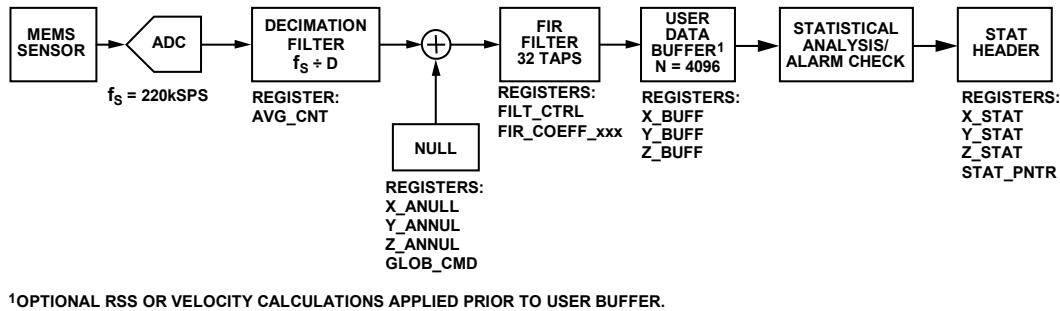 MEMS
SENSOR
ADC
fS = 220kSPS
DECIMATION
FILTER
fS ÷ D
REGISTER:
AVG_CNT
NULL
REGISTERS:
X_ANULL
Y_ANNUL
Z_ANNUL
GLOB_CMD
FIR
FILTER
32 TAPS
REGISTERS:
FILT_CTRL
FIR_COEFF_xxx
USER
DATA
BUFFER1
N = 4096
REGISTERS:
X_BUFF
Y_BUFF
Z_BUFF
STATISTICAL
ANALYSIS/
ALARM CHECK
STAT
HEADER
REGISTERS:
X_STAT
Y_STAT
Z_STAT
STAT_PNTR
1OPTIONAL RSS OR VELOCITY CALCULATIONS APPLIED PRIOR TO USER BUFFER.